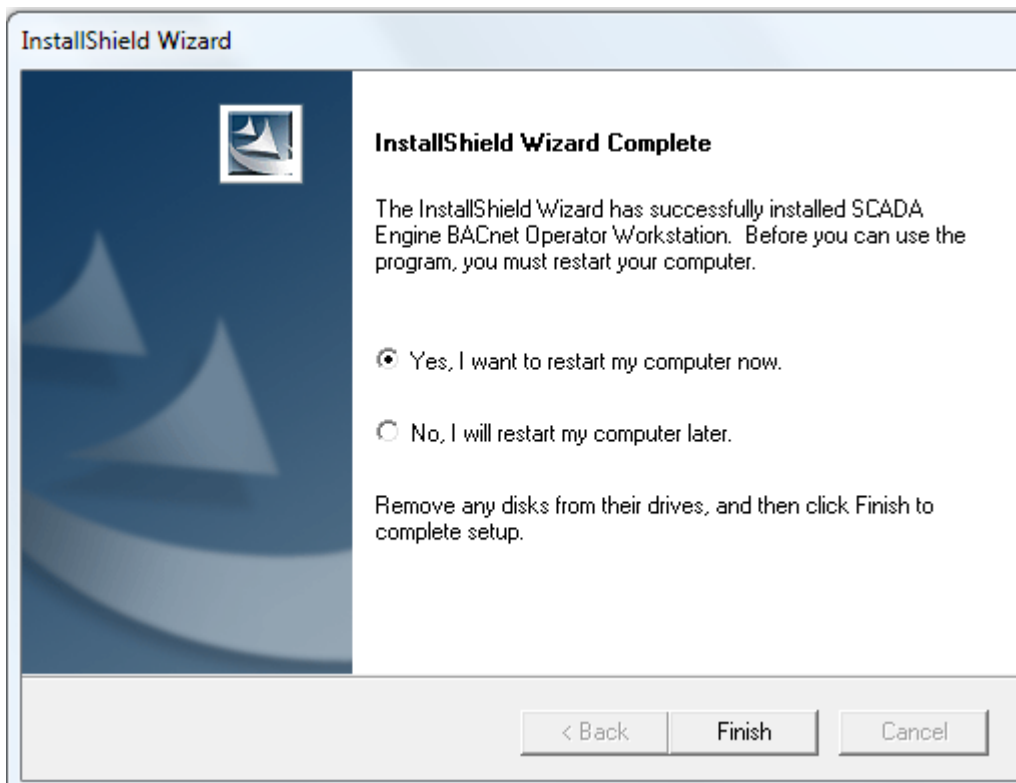 InstallShield Wizard
InstallShield Wizard Complete
The InstallShield Wizard has successfully installed SCADA
Engine BACnet Operator Workstation.  Before you can use the
program, you must restart your computer.
Yes, I want to restart my computer now.
No, I will restart my computer later.
Remove any disks from their drives, and then click Finish to
complete setup.
< Back
Finish
Cancel